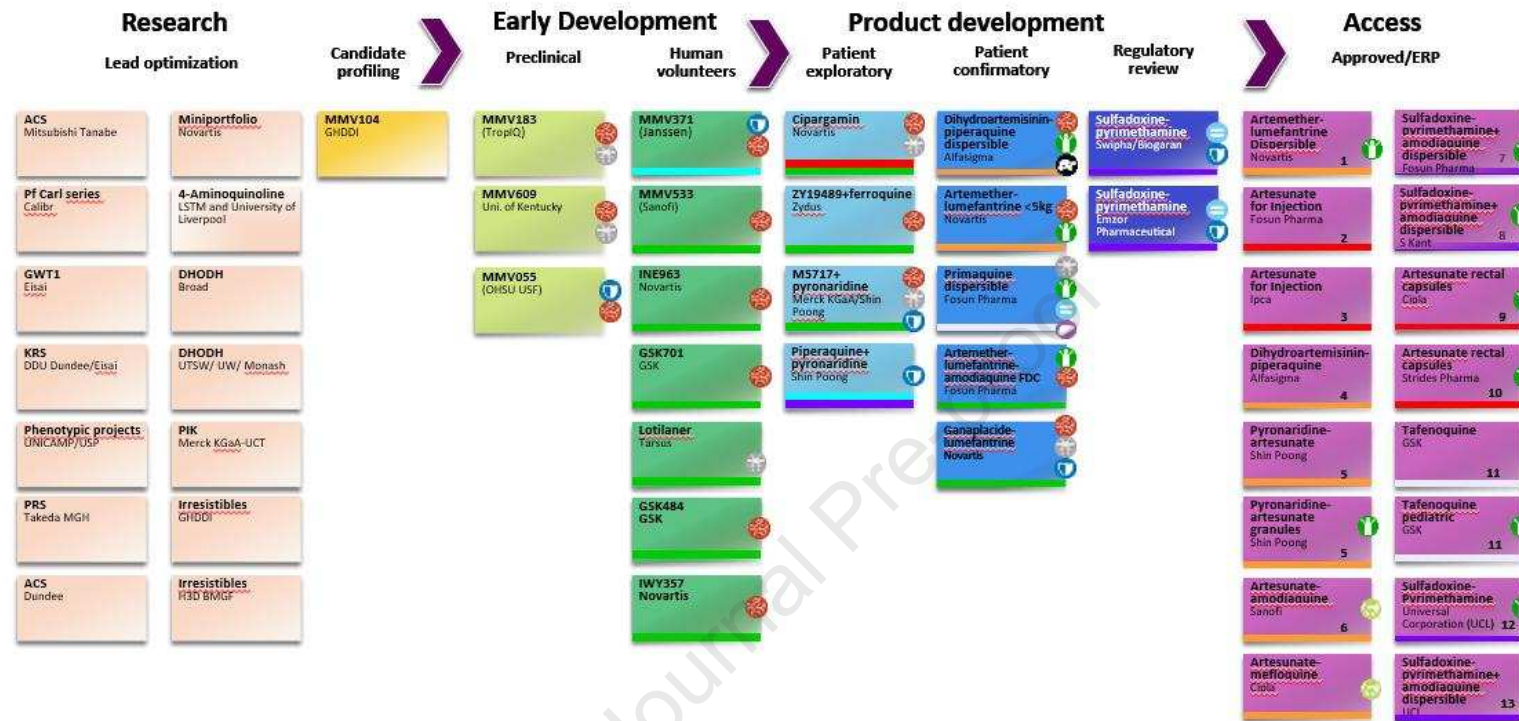 Research
Early Development
Product development
Access
Lead optimization
Candidate
profiling
Preclinical
Human
volunteers
Patient
exploratory
Patient
confirmatory
Regulatory
review
Approved/ERP
ACS
Mitsubishi Tanabe
Pf Carl series
Calibr
GWT1
Eisai
KRS
DDU Dundee/Eisai
Phenotypic projects
UNICAMP/USP
PRS
Takeda MGH
ACS
Dundee
Miniportfolio
Novartis
4-Aminoquinoline
LSTM and University of
Liverpool
DHODH
Broad
DHODH
UTSW/ UW/ Monash
PIK
Merck KGaA-UCT
Irresistibles
GHDDI
Irresistibles
H3D BMGF
MMV104
GHDDI
MMV183
(TropIQ)
MMV609
Uni. of Kentucky
MMV055
(OHSU USF)
MMV371
(Janssen)
MMV533
(Sanofi)
INE963
Novartis
GSK701
GSK
Lotilaner
Tarsus
GSK484
GSK
IWY357
Novartis
Cipargamin
Novartis
ZY19489+ferroquine
Zydus
M5717+
pyronaridine
Merck KGaA/Shin
Poong
Piperaquine+
pyronaridine
Shin Poong
Dihydroartemisinin-
piperaquine
dispersible
Alfasigma
Artemether-
lumefantrine <5kg
Novartis
Primaquine
dispersible
Fosun Pharma
Artemether-
lumefantrine-
amodiaquine FDC
Fosun Pharma
Ganaplacide-
lumefantrine
Novartis
Sulfadoxine-
pyrimethamine
Swipha/Biogaran
Sulfadoxine-
pyrimethamine
Emzor
Pharmaceutical
Artemether-
lumefantrine
Dispersible
Novartis
1
Artesunate
for Injection
Fosun Pharma
2
Artesunate
for Injection
Ipca
3
Dihydroartemisinin-
piperaquine
Alfasigma
4
Pyronaridine-
artesunate
Shin Poong
5
Pyronaridine-
artesunate
granules
Shin Poong
5
Artesunate-
amodiaquine
Sanofi
6
Artesunate-
mefloquine
Cipla
Sulfadoxine-
pyrimethamine+
amodiaquine
dispersible
Fosun Pharma
7
Sulfadoxine-
pyrimethamine+
amodiaquine
dispersible
S Kant
8
Artesunate rectal
capsules
Cipla
9
Artesunate rectal
capsules
Strides Pharma
10
Tafenoquine
GSK
11
Tafenoquine
pediatric
GSK
11
Sulfadoxine-
Pyrimethamine
Universal
Corporation (UCL) 12
Sulfadoxine-
pyrimethamine+
amodiaquine
dispersible
UCL
13
Journal Pre-proof